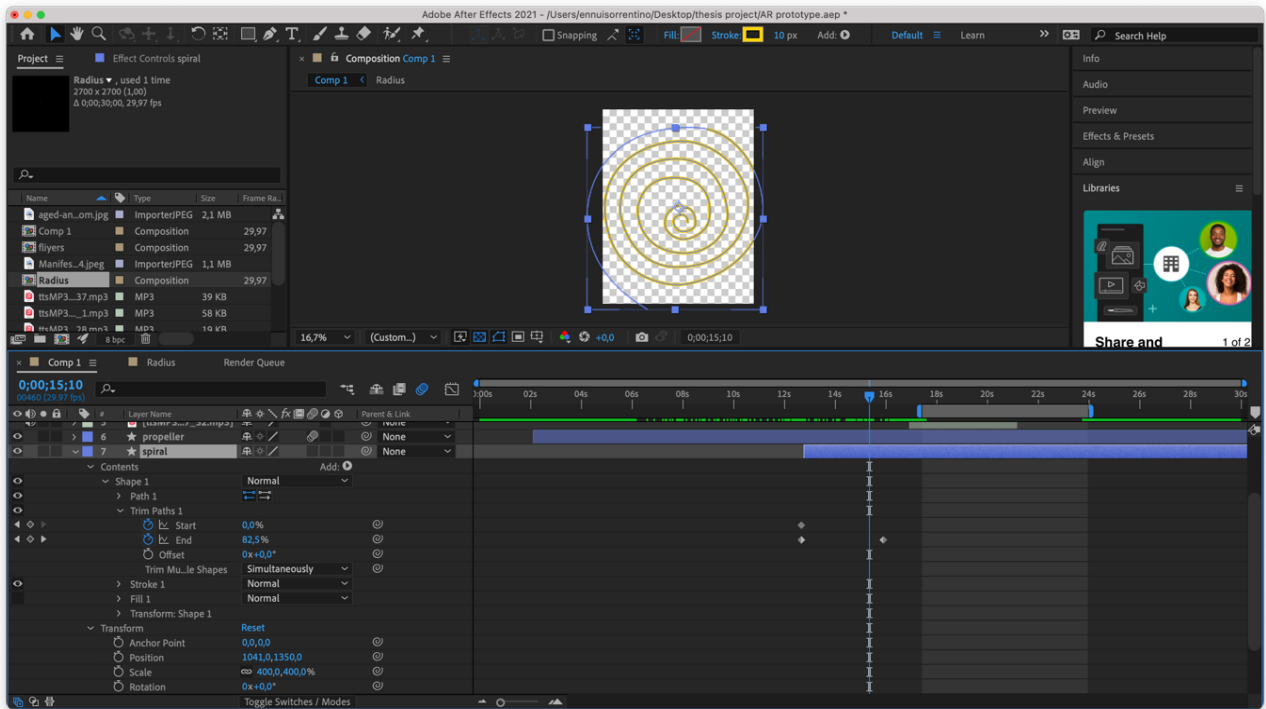 Adobe After Effects 2021 - /Users/ennuisorrentino/Desktop/thesis project/AR prototype.aep *
Snapping Fill: Stroke: 10 px Add: Default Learn Search Help
Project Effect Controls spiral
Composition Comp 1
Comp 1 Radius
Radius , used 1 time
2700 x 2700 (1,00)
Δ 0;00;30;00, 29,97 fps
Info
Audio
Preview
Effects & Presets
Align
Libraries
Name Type Size Frame Ra...
aged-an...om.jpg ImporterJPEG 2,1 MB
Comp 1 Composition 29,97
fliyers Composition 29,97
Manifes...4.jpeg ImporterJPEG 1,1 MB
Radius Composition 29,97
ttsMP3...37.mp3 MP3 39 KB
ttsMP3..._1.mp3 MP3 58 KB
ttsMP3...28.mp3 MP3 19 KB
8 bpc
16,7% (Custom...) +0,0 0;00;15;10
Share and 1 of 2
Comp 1 Radius Render Queue
0;00;15;10
00460 (29.97 fps)
):00s 02s 04s 06s 08s 10s 12s 14s 16s 18s 20s 22s 24s 26s 28s 30s
# Layer Name Parent & Link
5 [ttsMP3...7_32.mp3] None
6 propeller None
7 spiral None
Contents Add:
Shape 1 Normal
Path 1
Trim Paths 1
Start 0,0%
End 82,5%
Offset 0x+0,0°
Trim Mu...le Shapes Simultaneously
Stroke 1 Normal
Fill 1 Normal
Transform: Shape 1
Transform Reset
Anchor Point 0,0,0,0
Position 1041,0,1350,0
Scale 400,0,400,0%
Rotation 0x+0,0°
Toggle Switches / Modes